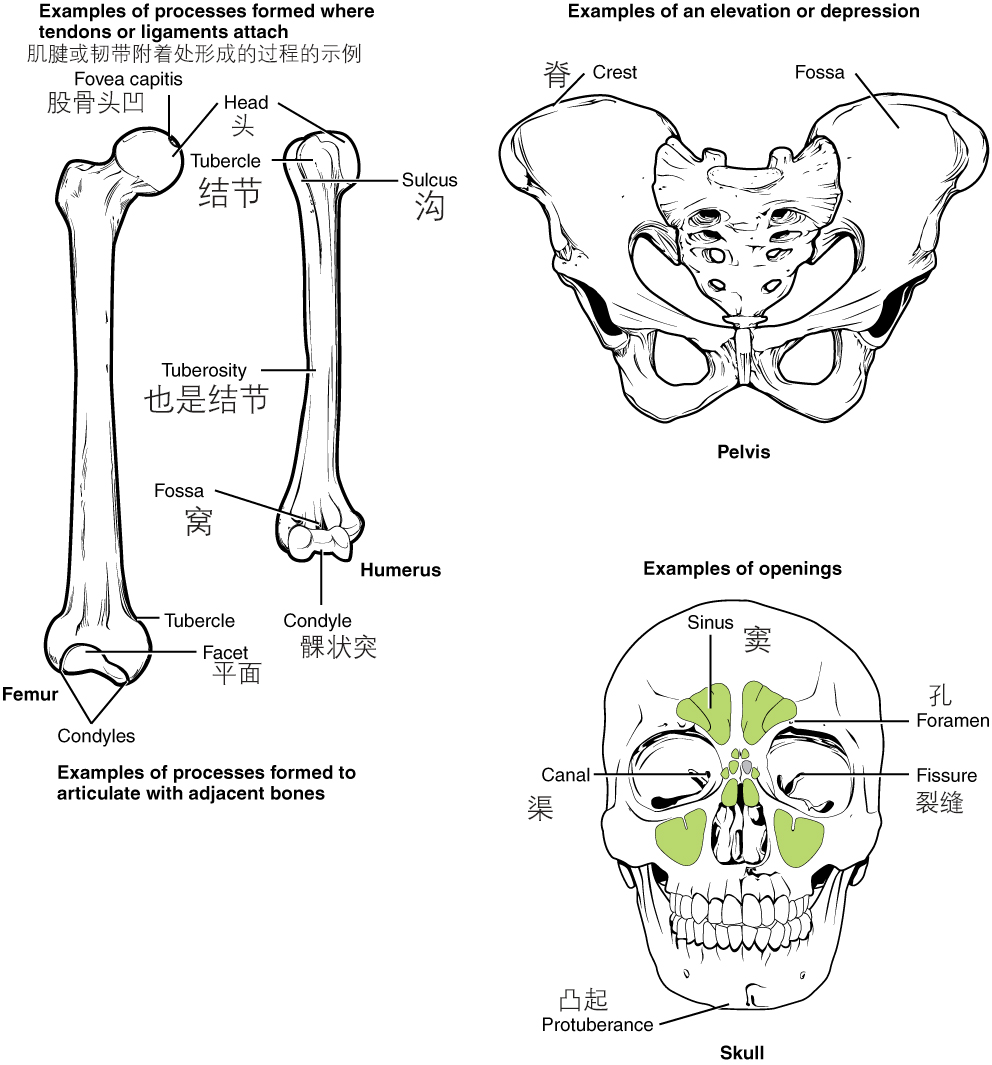 Examples of processes formed where
tendons or ligaments attach
肌腱或韧带附着处形成的过程的示例
Fovea capitis
股骨头凹
Head
头
Tubercle
结节
Sulcus
沟
Tuberosity
也是结节
Fossa
窝
Humerus
Condyle
髁状突
Tubercle
Facet
平面
Femur
Condyles
Examples of processes formed to
articulate with adjacent bones
Examples of an elevation or depression
脊 Crest
Fossa
Pelvis
Examples of openings
Sinus 窦
孔
Foramen
Canal
渠
Fissure
裂缝
凸起
Protuberance
Skull